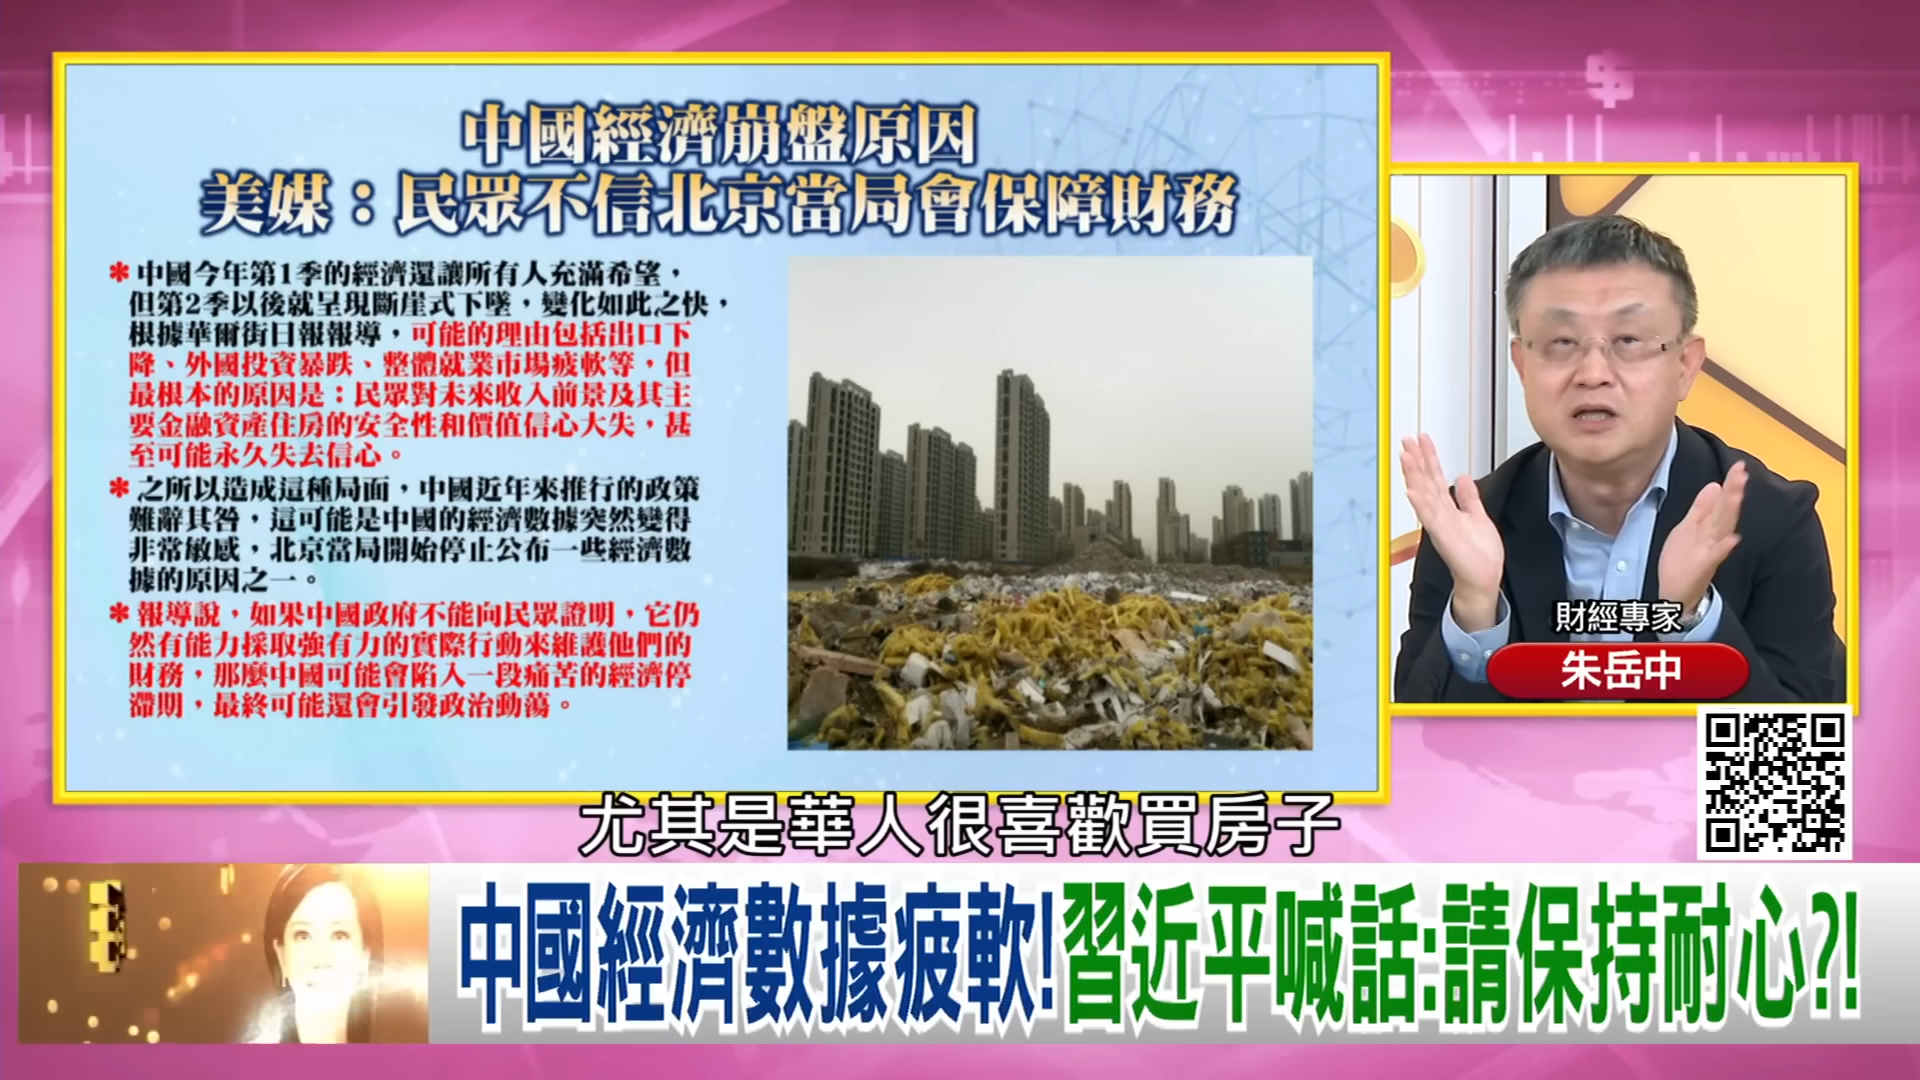 中國經濟崩盤原因
美媒：民眾不信北京當局會保障財務
＊中國今年第1季的經濟還讓所有人充滿希望，
但第2季以後就呈現斷崖式下墜，變化如此之快，
根據華爾街日報報導，可能的理由包括出口下
降、外國投資暴跌、整體就業市場疲軟等，但
最根本的原因是：民眾對未來收入前景及其主
要金融資產住房的安全性和價值信心大失，甚
至可能永久失去信心。
＊之所以造成這種局面，中國近年來推行的政策
難辭其咎，這可能是中國的經濟數據突然變得
非常敏感，北京當局開始停止公布一些經濟數
據的原因之一。
＊報導說，如果中國政府不能向民眾證明，它仍
然有能力採取強有力的實際行動來維護他們的
財務，那麼中國可能會陷入一段痛苦的經濟停
滯期，最終可能還會引發政治動蕩。
財經專家
朱岳中
尤其是華人很喜歡買房子
中國經濟數據疲軟!習近平喊話:請保持耐心?!